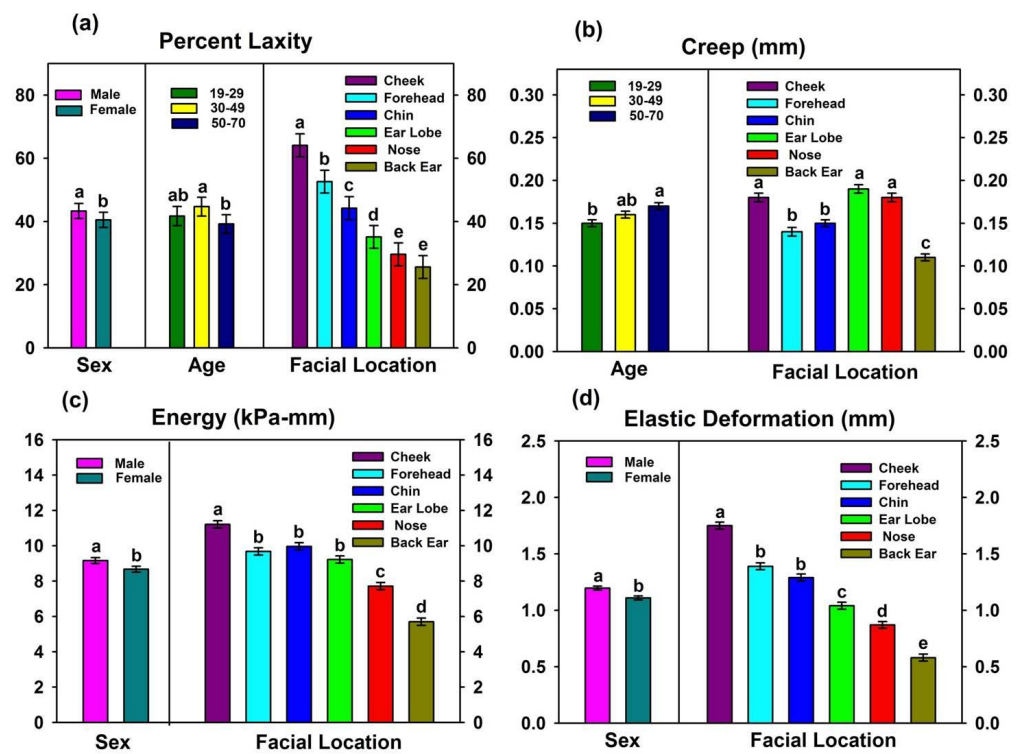 (a)
Percent Laxity
80
60
40
20
0
Male
Female
a
b
19-29
30-49
50-70
ab
a
b
Cheek
Forehead
Chin
Ear Lobe
Nose
Back Ear
a
b
c
d
e
e
80
60
40
20
0
Sex
Age
Facial Location
(b)
Creep (mm)
0.30
0.25
0.20
0.15
0.10
0.05
0.00
19-29
30-49
50-70
b
ab
a
Cheek
Forehead
Chin
Ear Lobe
Nose
Back Ear
a
b
b
a
a
c
0.30
0.25
0.20
0.15
0.10
0.05
0.00
Age
Facial Location
(c)
Energy (kPa-mm)
16
14
12
10
8
6
4
2
0
Male
Female
a
b
Cheek
Forehead
Chin
Ear Lobe
Nose
Back Ear
a
b
b
b
c
d
16
14
12
10
8
6
4
2
0
Sex
Facial Location
(d)
Elastic Deformation (mm)
2.5
2.0
1.5
1.0
0.5
0.0
Male
Female
a
b
Cheek
Forehead
Chin
Ear Lobe
Nose
Back Ear
a
b
b
c
d
e
2.5
2.0
1.5
1.0
0.5
0.0
Sex
Facial Location